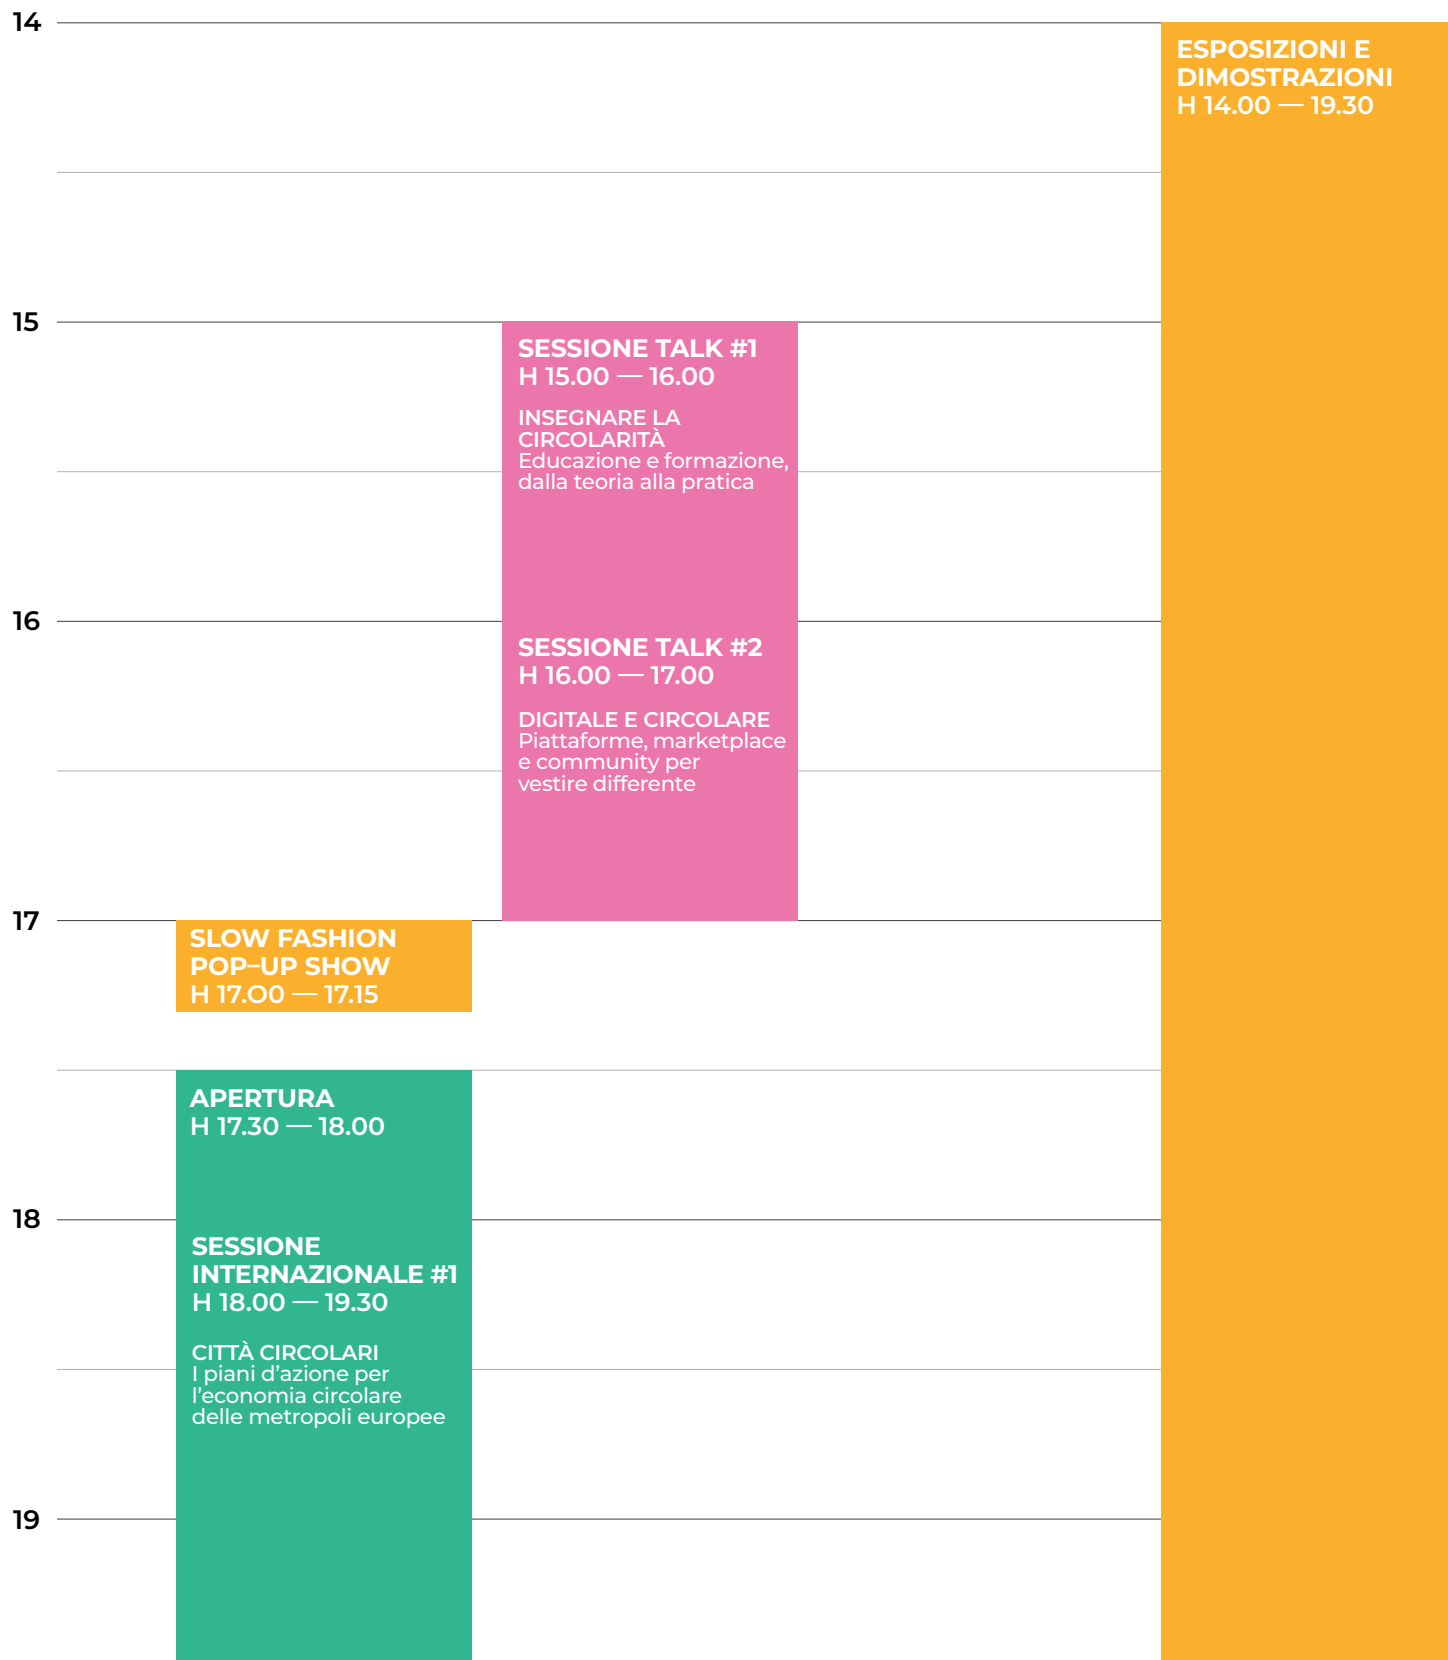 14
ESPOSIZIONI E
DIMOSTRAZIONI
H 14.00 — 19.30
15
SESSIONE TALK #1
H 15.00 — 16.00
INSEGNARE LA
CIRCOLARITÀ
Educazione e formazione,
dalla teoria alla pratica
16
SESSIONE TALK #2
H 16.00 — 17.00
DIGITALE E CIRCOLARE
Piattaforme, marketplace
e community per
vestire differente
17
SLOW FASHION
POP–UP SHOW
H 17.O0 — 17.15
APERTURA
H 17.30 — 18.00
18
SESSIONE
INTERNAZIONALE #1
H 18.00 — 19.30
CITTÀ CIRCOLARI
I piani d’azione per
l’economia circolare
delle metropoli europee
19